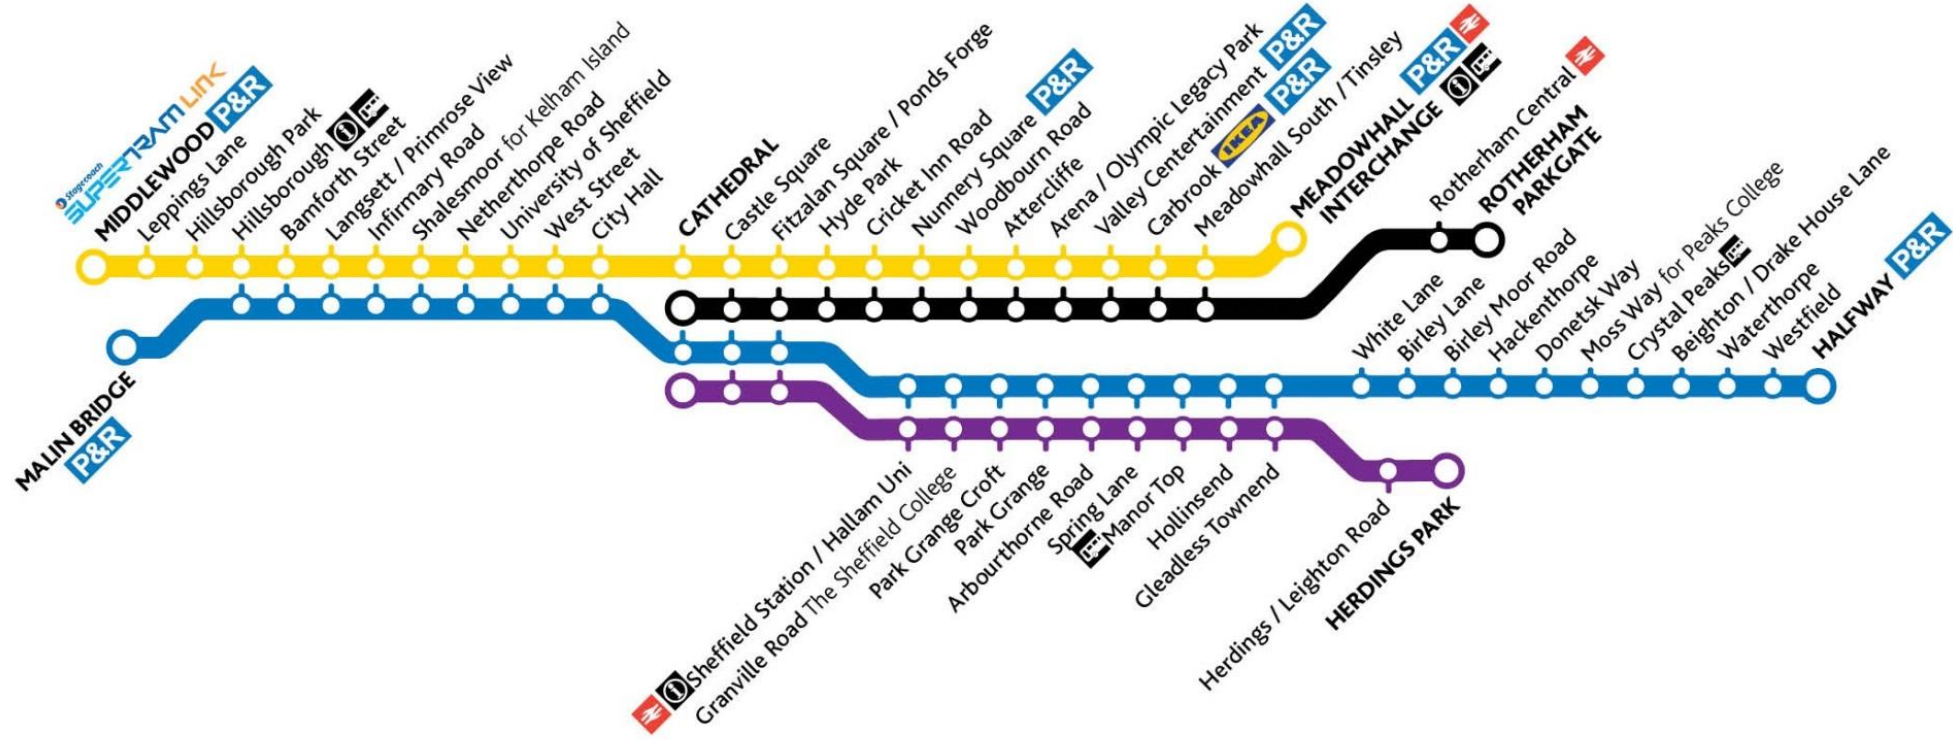 Stagecoach
SUPERTRAM LINK
MIDDLEWOOD P&R
Leppings Lane
Hillsborough Park
Hillsborough i
Bamforth Street
Langsett / Primrose View
Infirmary Road
Shalesmoor for Kelham Island
Netherthorpe Road
University of Sheffield
West Street
City Hall
CATHEDRAL
Castle Square
Fitzalan Square / Ponds Forge
Hyde Park
Cricket Inn Road
Nunnery Square P&R
Woodbourn Road
Attercliffe
Arena / Olympic Legacy Park
Valley Centertainment P&R
Carbrook IKEA P&R
Meadowhall South / Tinsley
MEADOWHALL P&R
INTERCHANGE i
Rotherham Central
ROTHERHAM
PARKGATE
MALIN BRIDGE
P&R
White Lane
Birley Lane
Birley Moor Road
Hackenthorpe
Donetsk Way
Moss Way for Peaks College
Crystal Peaks
Beighton / Drake House Lane
Waterthorpe
Westfield
HALFWAY P&R
i Sheffield Station / Hallam Uni
Granville Road The Sheffield College
Park Grange Croft
Park Grange
Arbourthorne Road
Spring Lane
Manor Top
Hollinsend
Gleadless Townend
Herdings / Leighton Road
HERDINGS PARK